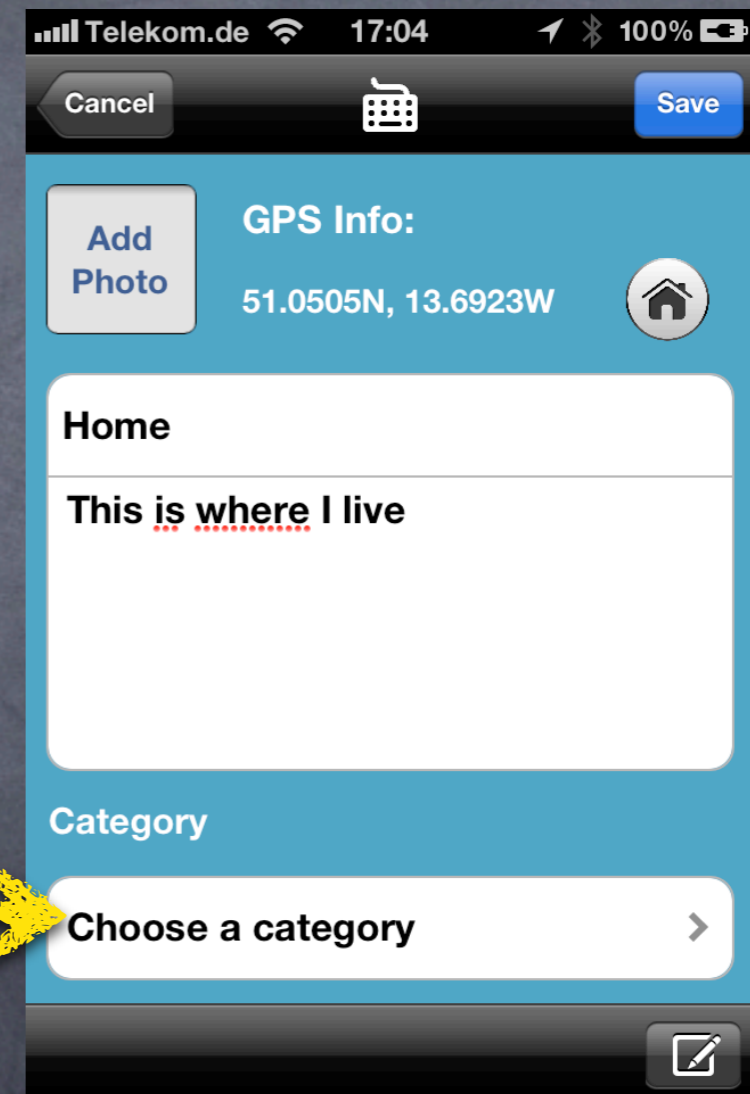 Telekom.de 17:04 100%
Cancel Save
Add
Photo
GPS Info:
51.0505N, 13.6923W
Home
This is where I live
Category
Choose a category